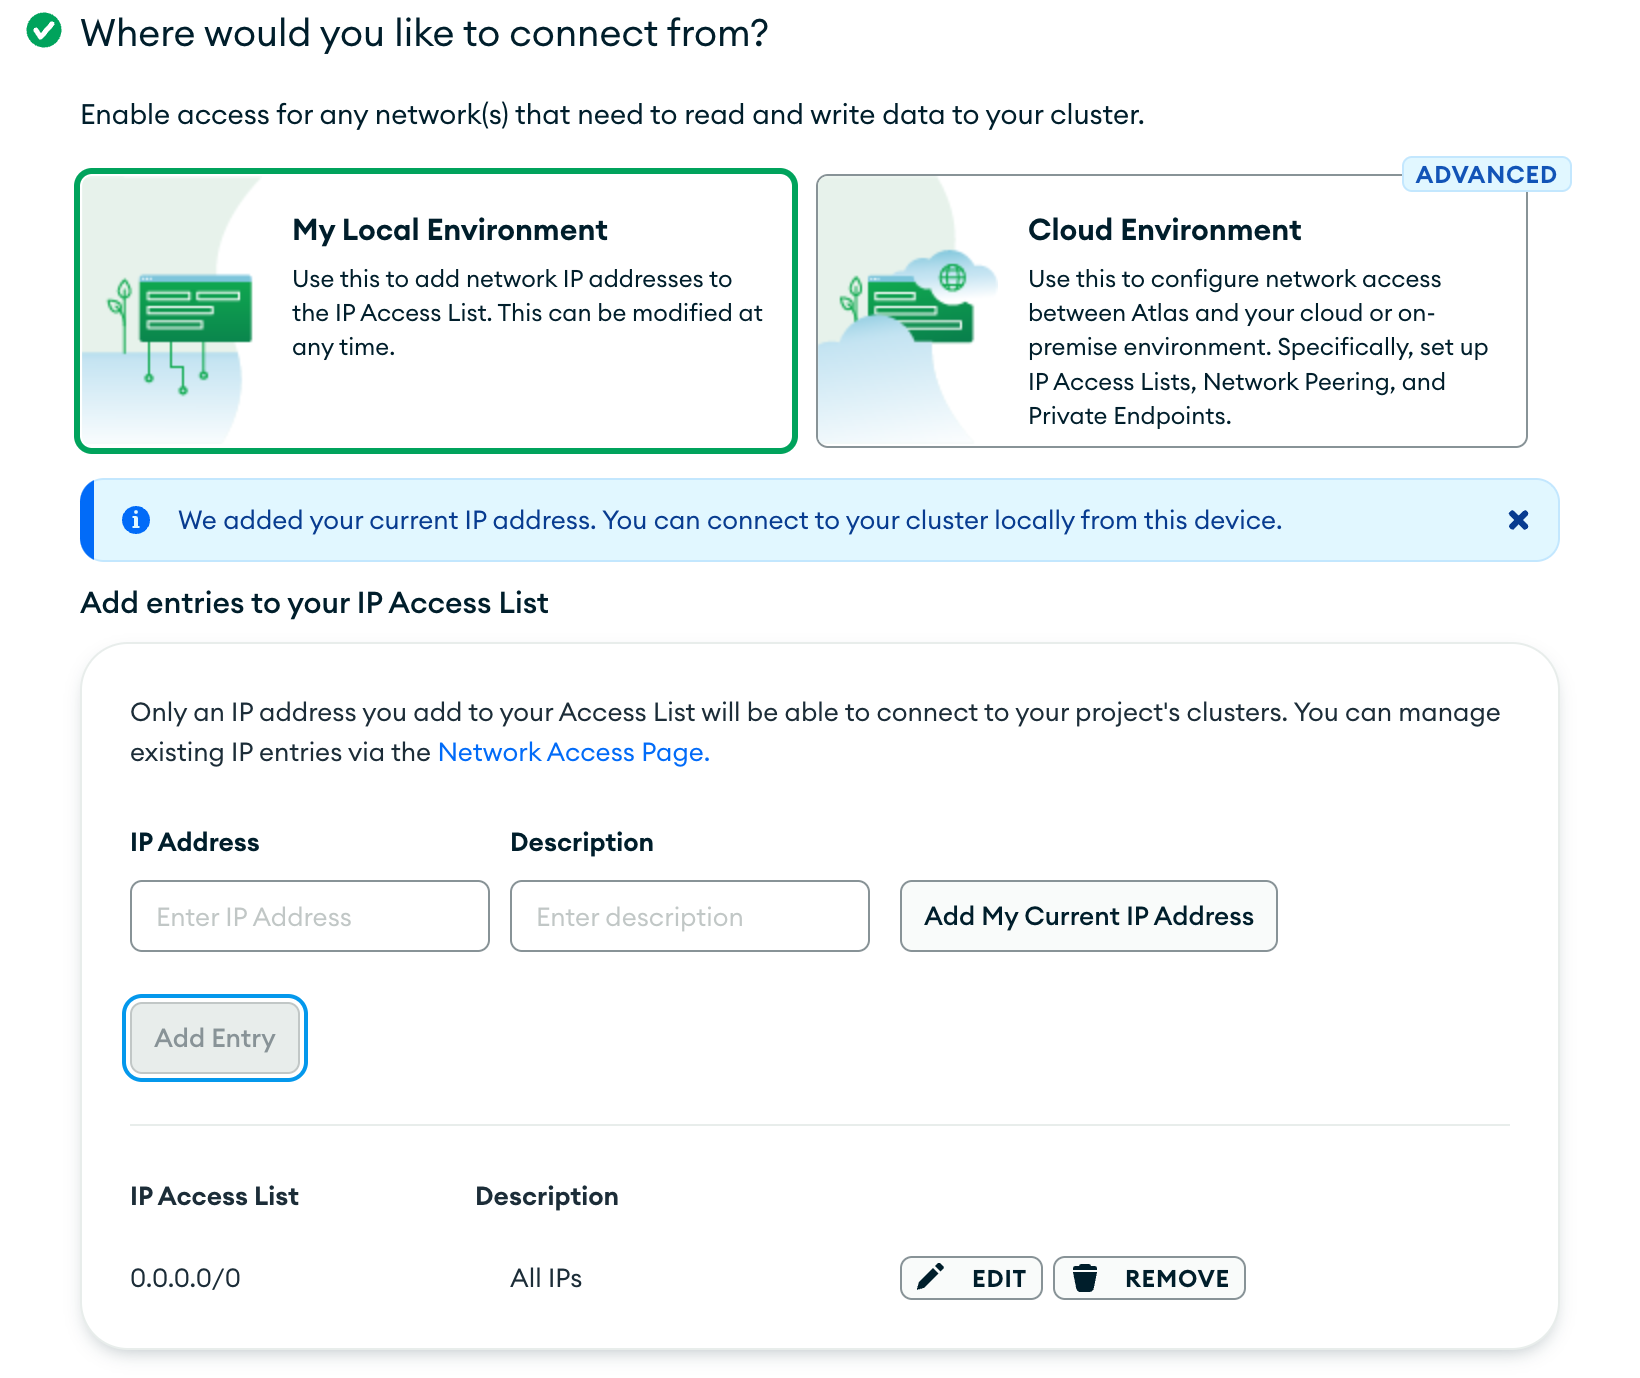 Where would you like to connect from?
Enable access for any network(s) that need to read and write data to your cluster.
My Local Environment
Use this to add network IP addresses to
the IP Access List. This can be modified at
any time.
ADVANCED
Cloud Environment
Use this to configure network access
between Atlas and your cloud or on-
premise environment. Specifically, set up
IP Access Lists, Network Peering, and
Private Endpoints.
We added your current IP address. You can connect to your cluster locally from this device.
Add entries to your IP Access List
Only an IP address you add to your Access List will be able to connect to your project's clusters. You can manage
existing IP entries via the Network Access Page.
IP Address Description
Enter IP Address Enter description Add My Current IP Address
Add Entry
IP Access List Description
0.0.0.0/0 All IPs EDIT REMOVE